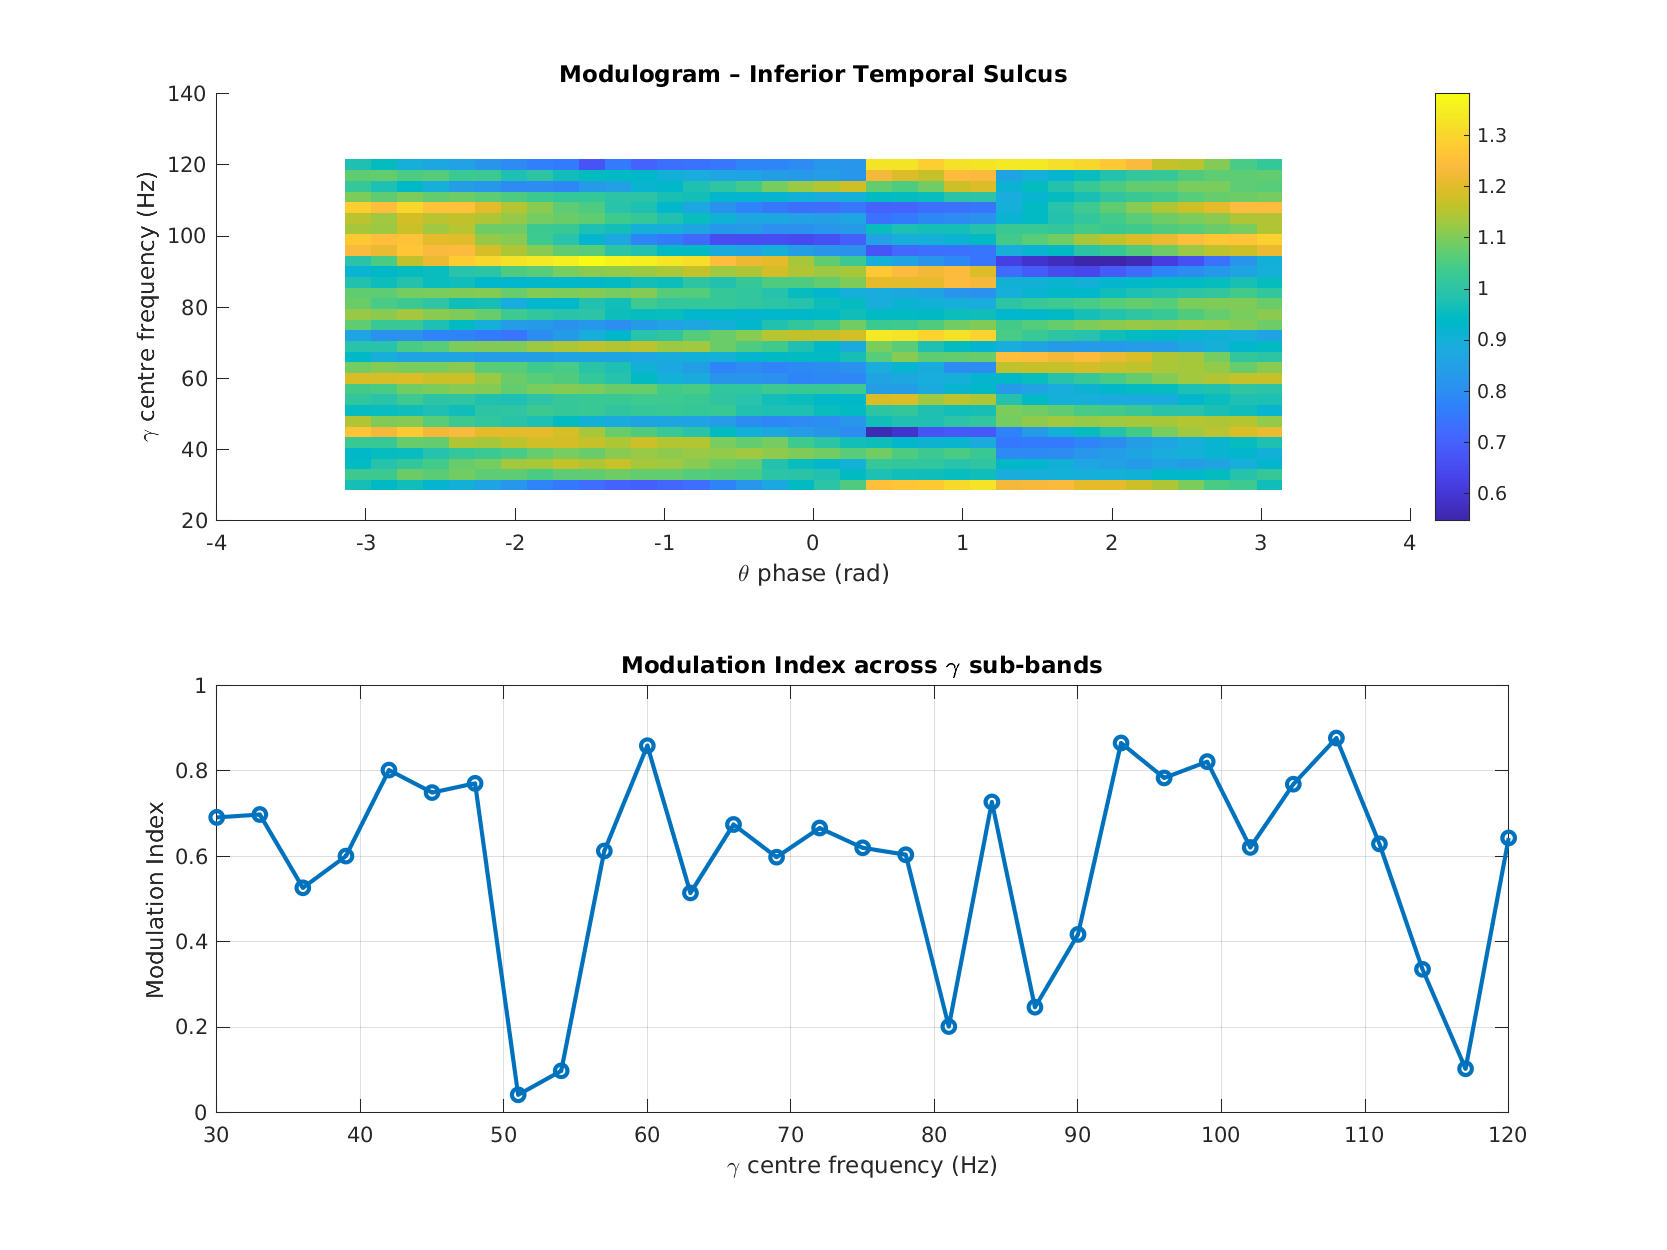 Modulogram – Inferior Temporal Sulcus
140
120
100
80
60
40
20
γ centre frequency (Hz)
-4 -3 -2 -1 0 1 2 3 4
θ phase (rad)
1.3
1.2
1.1
1
0.9
0.8
0.7
0.6
Modulation Index across γ sub-bands
1
0.8
0.6
0.4
0.2
0
Modulation Index
30 40 50 60 70 80 90 100 110 120
γ centre frequency (Hz)